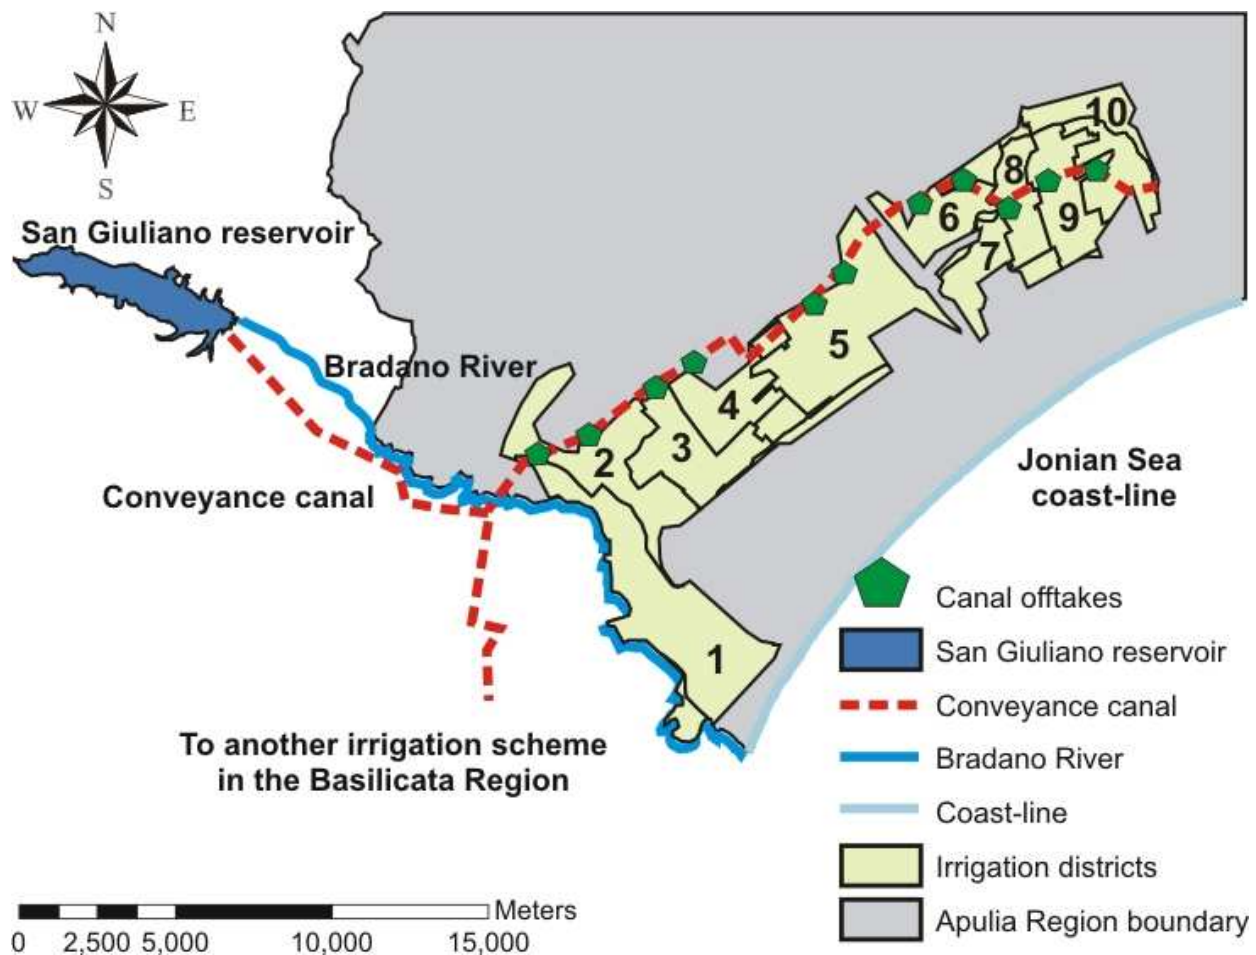 N
W E
S
San Giuliano reservoir
Bradano River
Conveyance canal
To another irrigation scheme
in the Basilicata Region
10
8
6
9
7
5
4
3
2
1
Jonian Sea
coast-line
Canal offtakes
San Giuliano reservoir
Conveyance canal
Bradano River
Coast-line
Irrigation districts
Apulia Region boundary
Meters
0 2,500 5,000 10,000 15,000